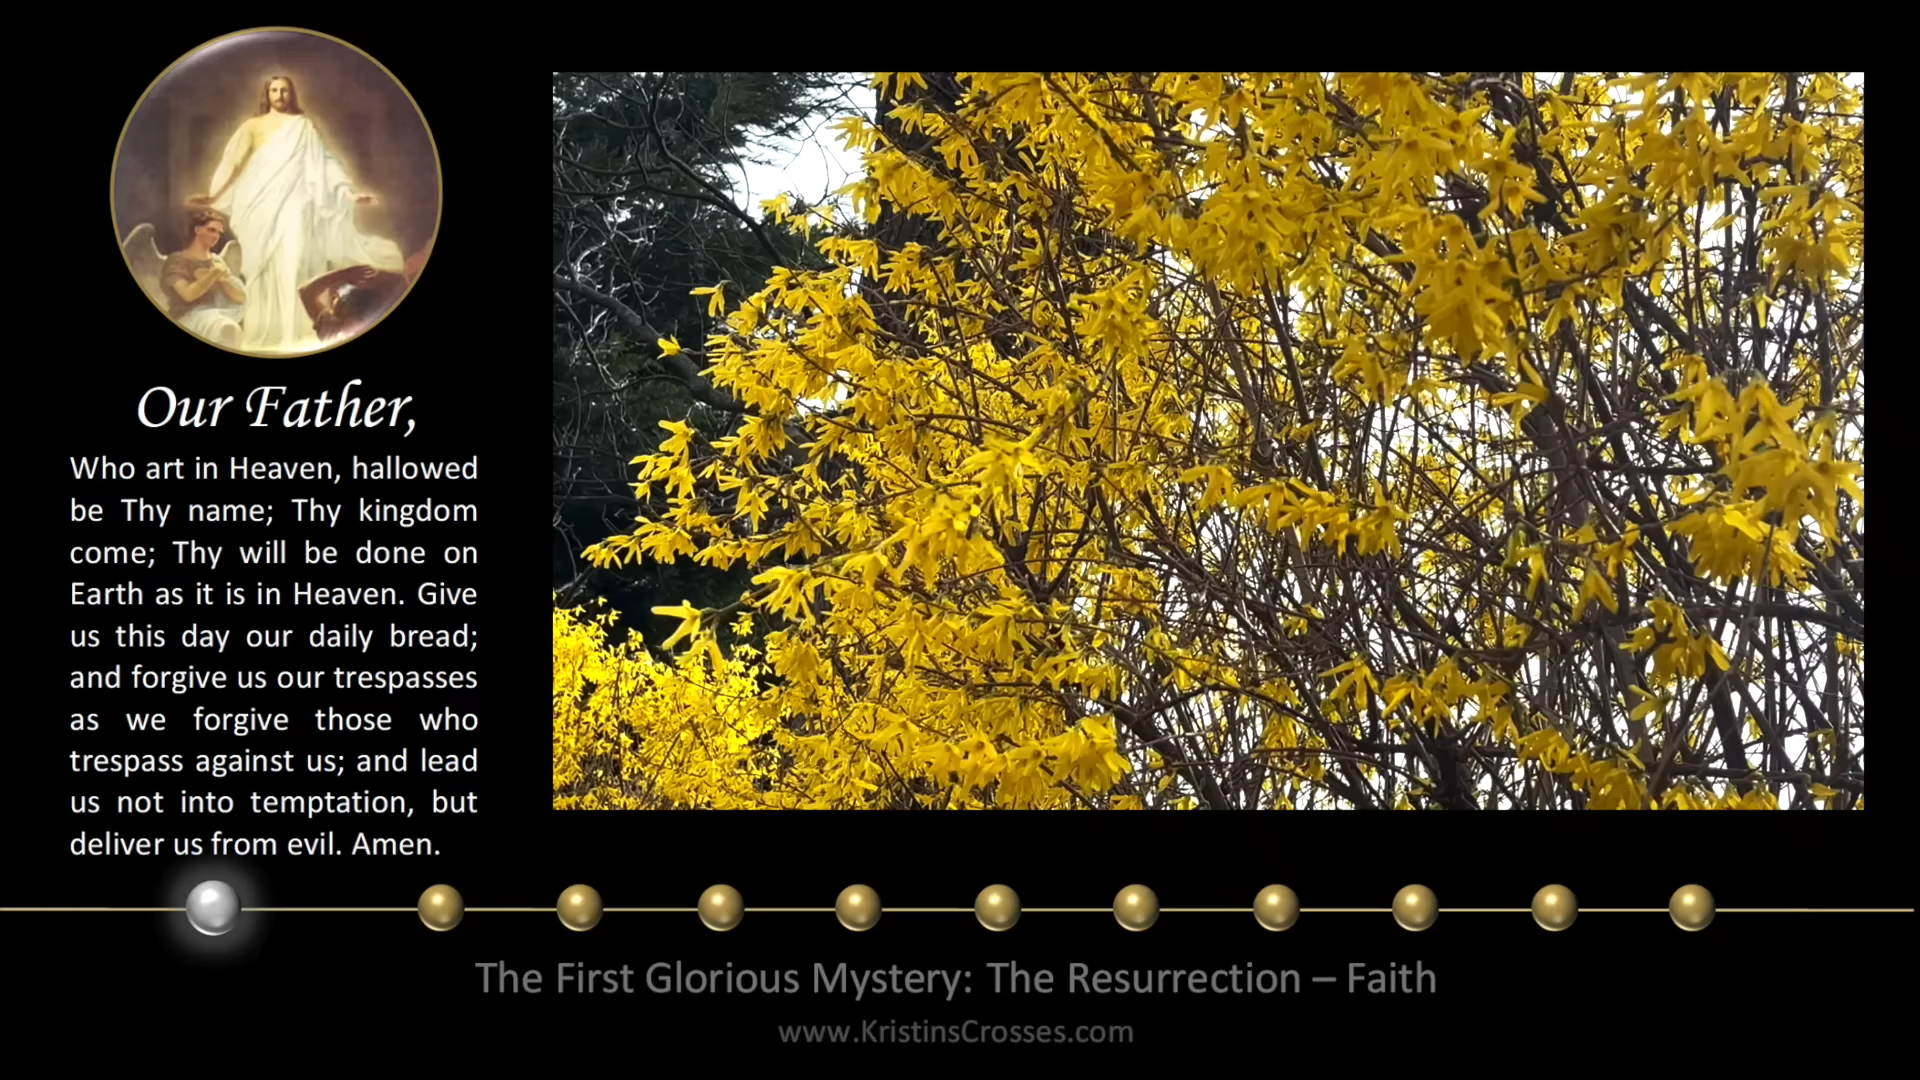 Our Father,
Who art in Heaven, hallowed
be Thy name; Thy kingdom
come; Thy will be done on
Earth as it is in Heaven. Give
us this day our daily bread;
and forgive us our trespasses
as we forgive those who
trespass against us; and lead
us not into temptation, but
deliver us from evil. Amen.
The First Glorious Mystery: The Resurrection – Faith
www.KristinsCrosses.com